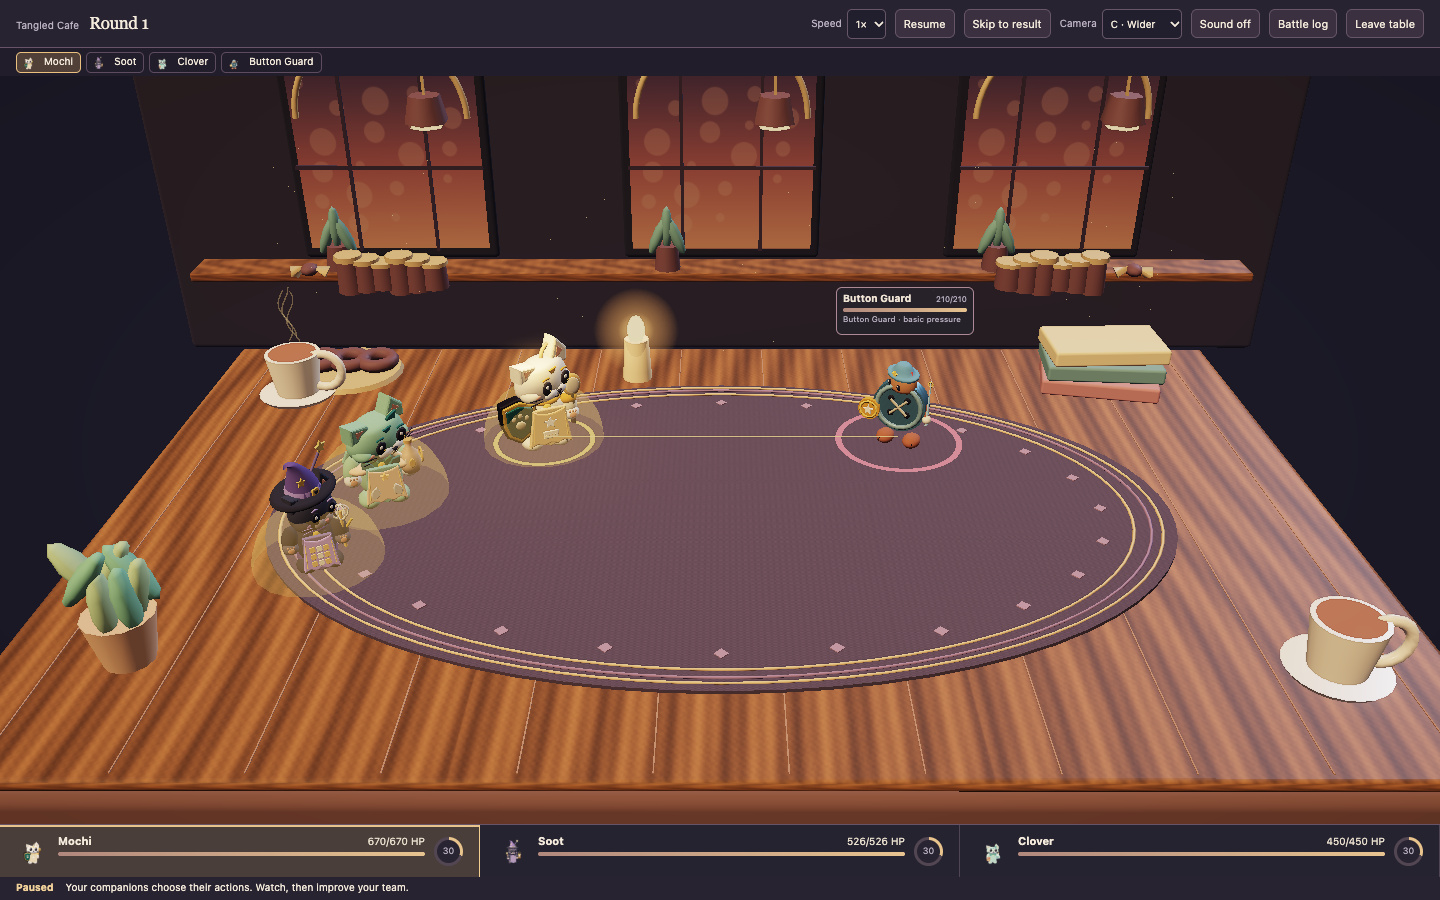 Tangled Cafe Round 1
Speed 1x Resume Skip to result Camera C · Wider Sound off Battle log Leave table
Mochi Soot Clover Button Guard
Button Guard 210/210
Button Guard · basic pressure
Mochi 670/670 HP 30
Soot 526/526 HP 30
Clover 450/450 HP 30
Paused Your companions choose their actions. Watch, then improve your team.